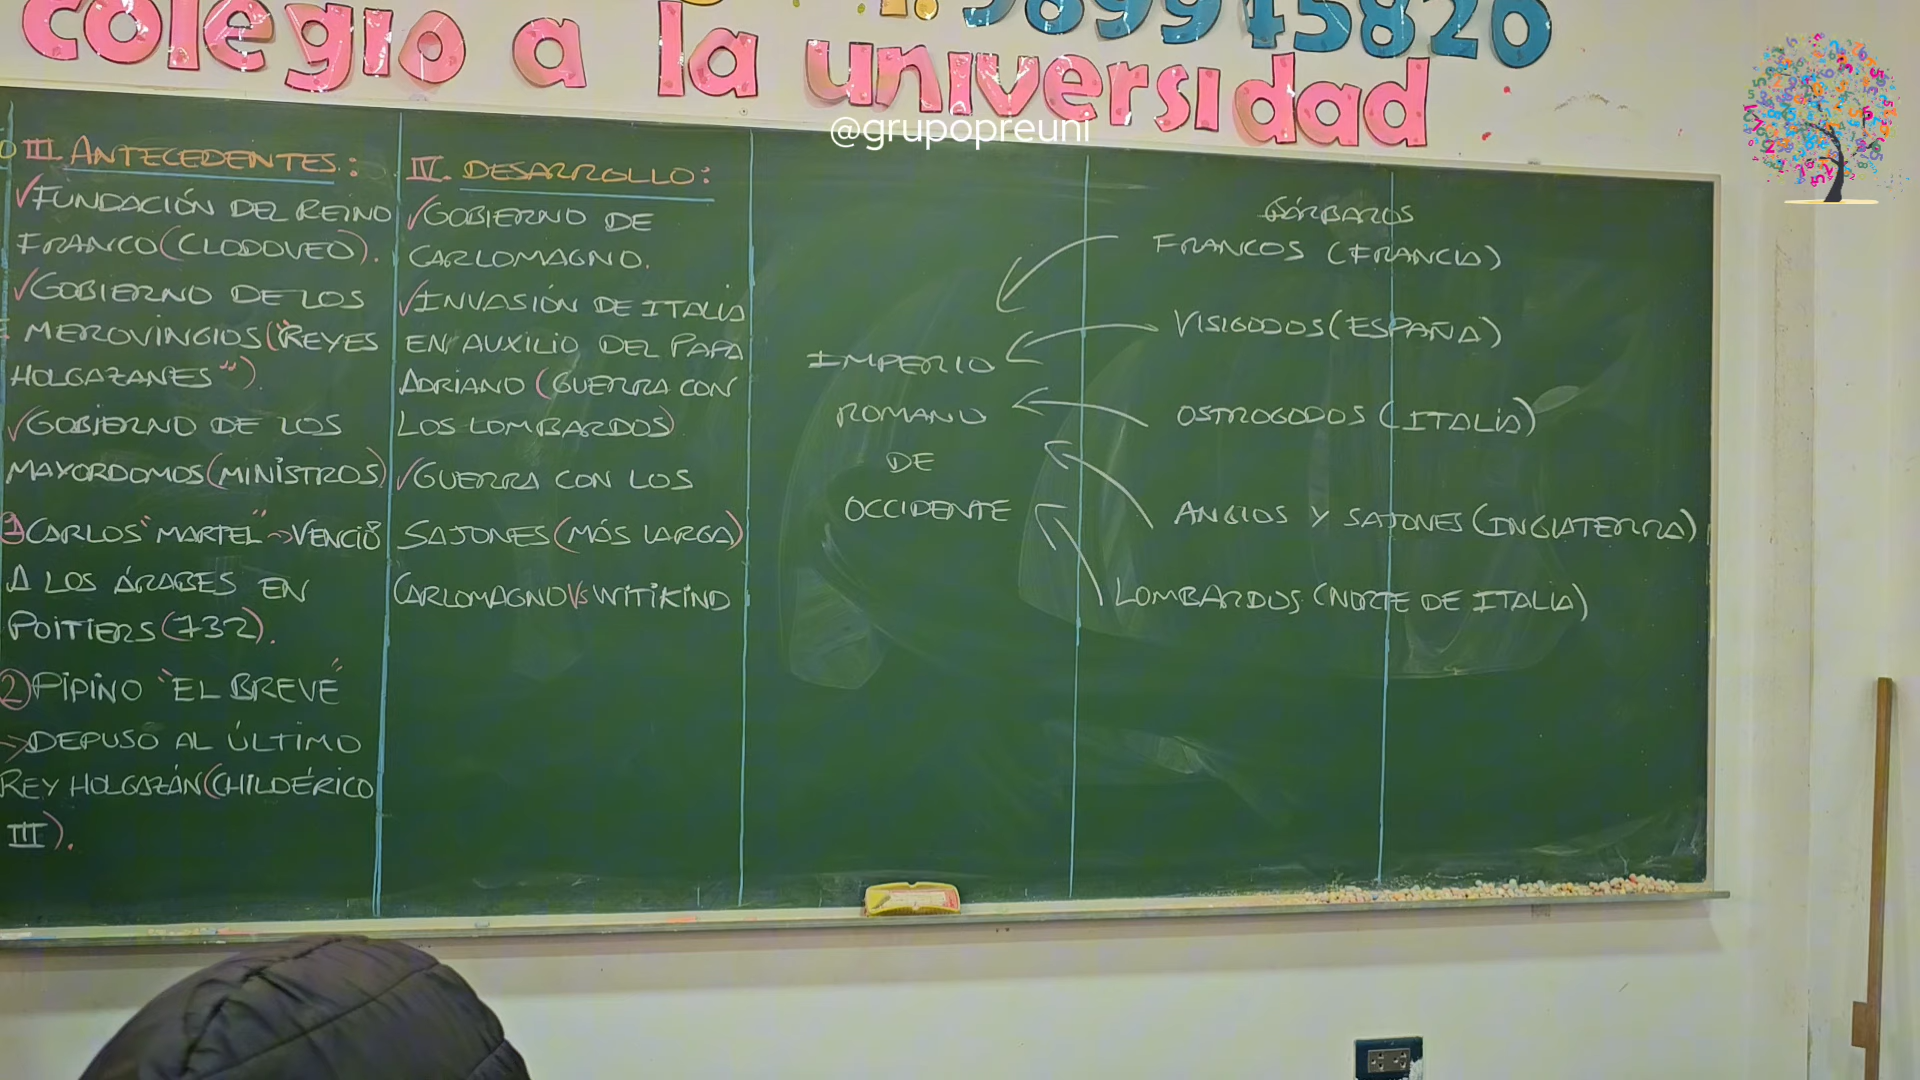 989945820
colegio a la universidad
@grupopreuni
III. ANTECEDENTES:
✓FUNDACIÓN DEL REINO
FRANCO (CLODOVEO).
✓GOBIERNO DE LOS
MEROVINGIOS ("REYES
HOLGAZANES").
✓GOBIERNO DE LOS
MAYORDOMOS (MINISTROS)
1 CARLOS "MARTEL" → VENCIÓ
A LOS ÁRABES EN
POITIERS (732).
2 PIPINO "EL BREVE"
→ DEPUSO AL ÚLTIMO
REY HOLGAZÁN (CHILDÉRICO
III).
IV. DESARROLLO:
✓GOBIERNO DE
CARLOMAGNO.
✓INVASIÓN DE ITALIA
EN AUXILIO DEL PAPA
ADRIANO (GUERRA CON
LOS LOMBARDOS)
✓GUERRA CON LOS
SAJONES (MÁS LARGA)
CARLOMAGNO VS WITIKIND
IMPERIO
ROMANO
DE
OCCIDENTE
BÁRBAROS
FRANCOS (FRANCIA)
VISIGODOS (ESPAÑA)
OSTROGODOS (ITALIA)
ANGLOS Y SAJONES (INGLATERRA)
LOMBARDOS (NORTE DE ITALIA)